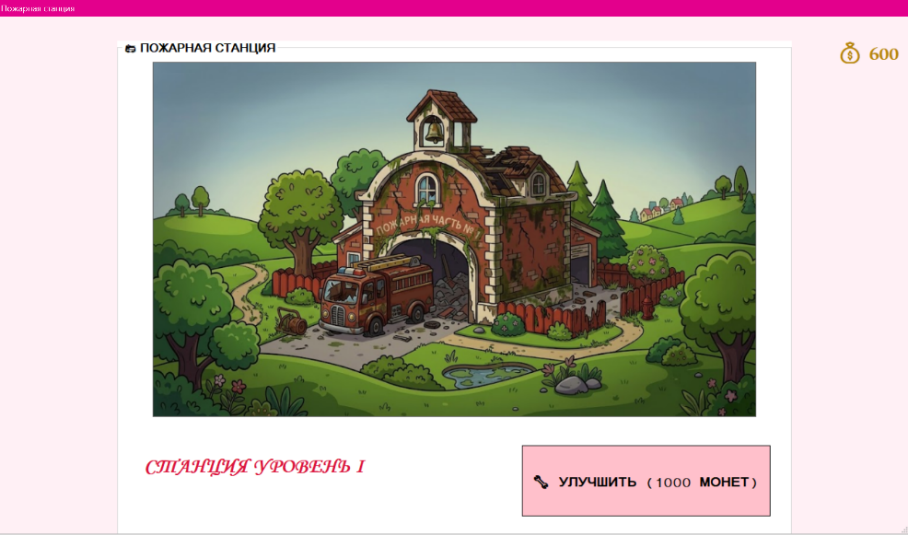 Пожарная станция
ПОЖАРНАЯ СТАНЦИЯ
600
ПОЖАРНАЯ ЧАСТЬ № 1
СТАНЦИЯ УРОВЕНЬ I
УЛУЧШИТЬ (1000 МОНЕТ)